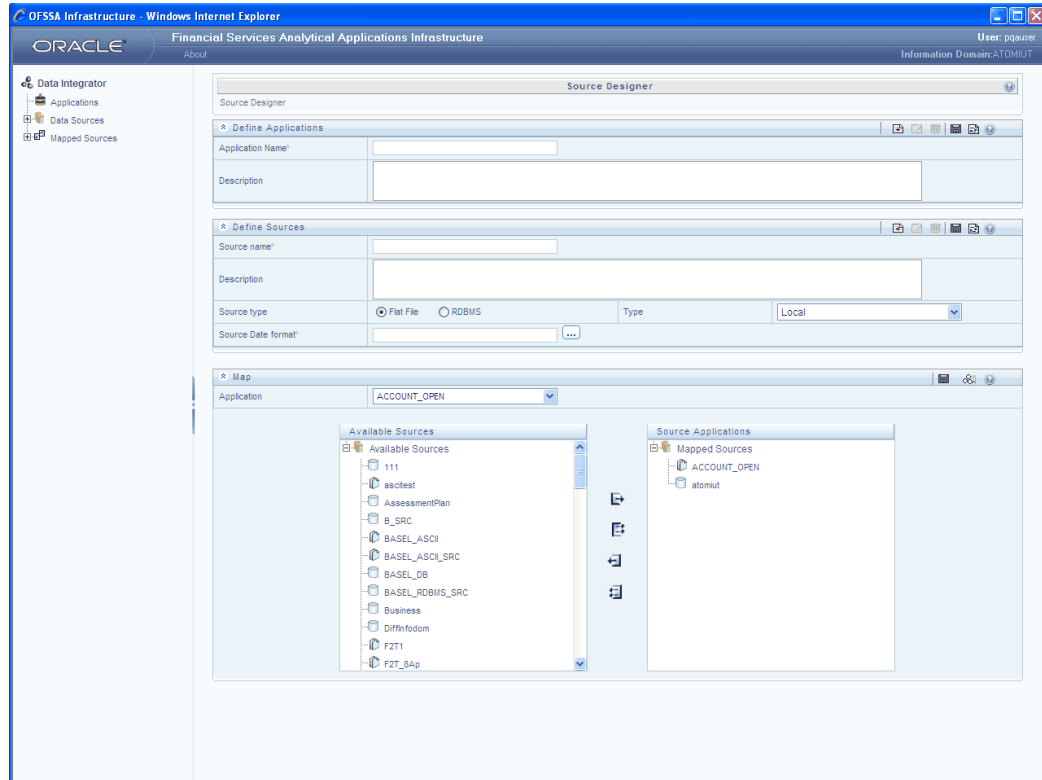 OFSSA Infrastructure - Windows Internet Explorer
ORACLE
Financial Services Analytical Applications Infrastructure
User: pqauser
About
Information Domain:ATOMIUT
Data Integrator
Applications
Data Sources
Mapped Sources
Source Designer
Source Designer
Define Applications
Application Name*
Description
Define Sources
Source name*
Description
Source type
Flat File
RDBMS
Type
Local
Source Date format*
...
Map
Application
ACCOUNT_OPEN
Available Sources
Available Sources
111
ascitest
AssessmentPlan
B_SRC
BASEL_ASCII
BASEL_ASCII_SRC
BASEL_DB
BASEL_RDBMS_SRC
Business
DiffInfodom
F2T1
F2T_8Ap
Source Applications
Mapped Sources
ACCOUNT_OPEN
atomiut